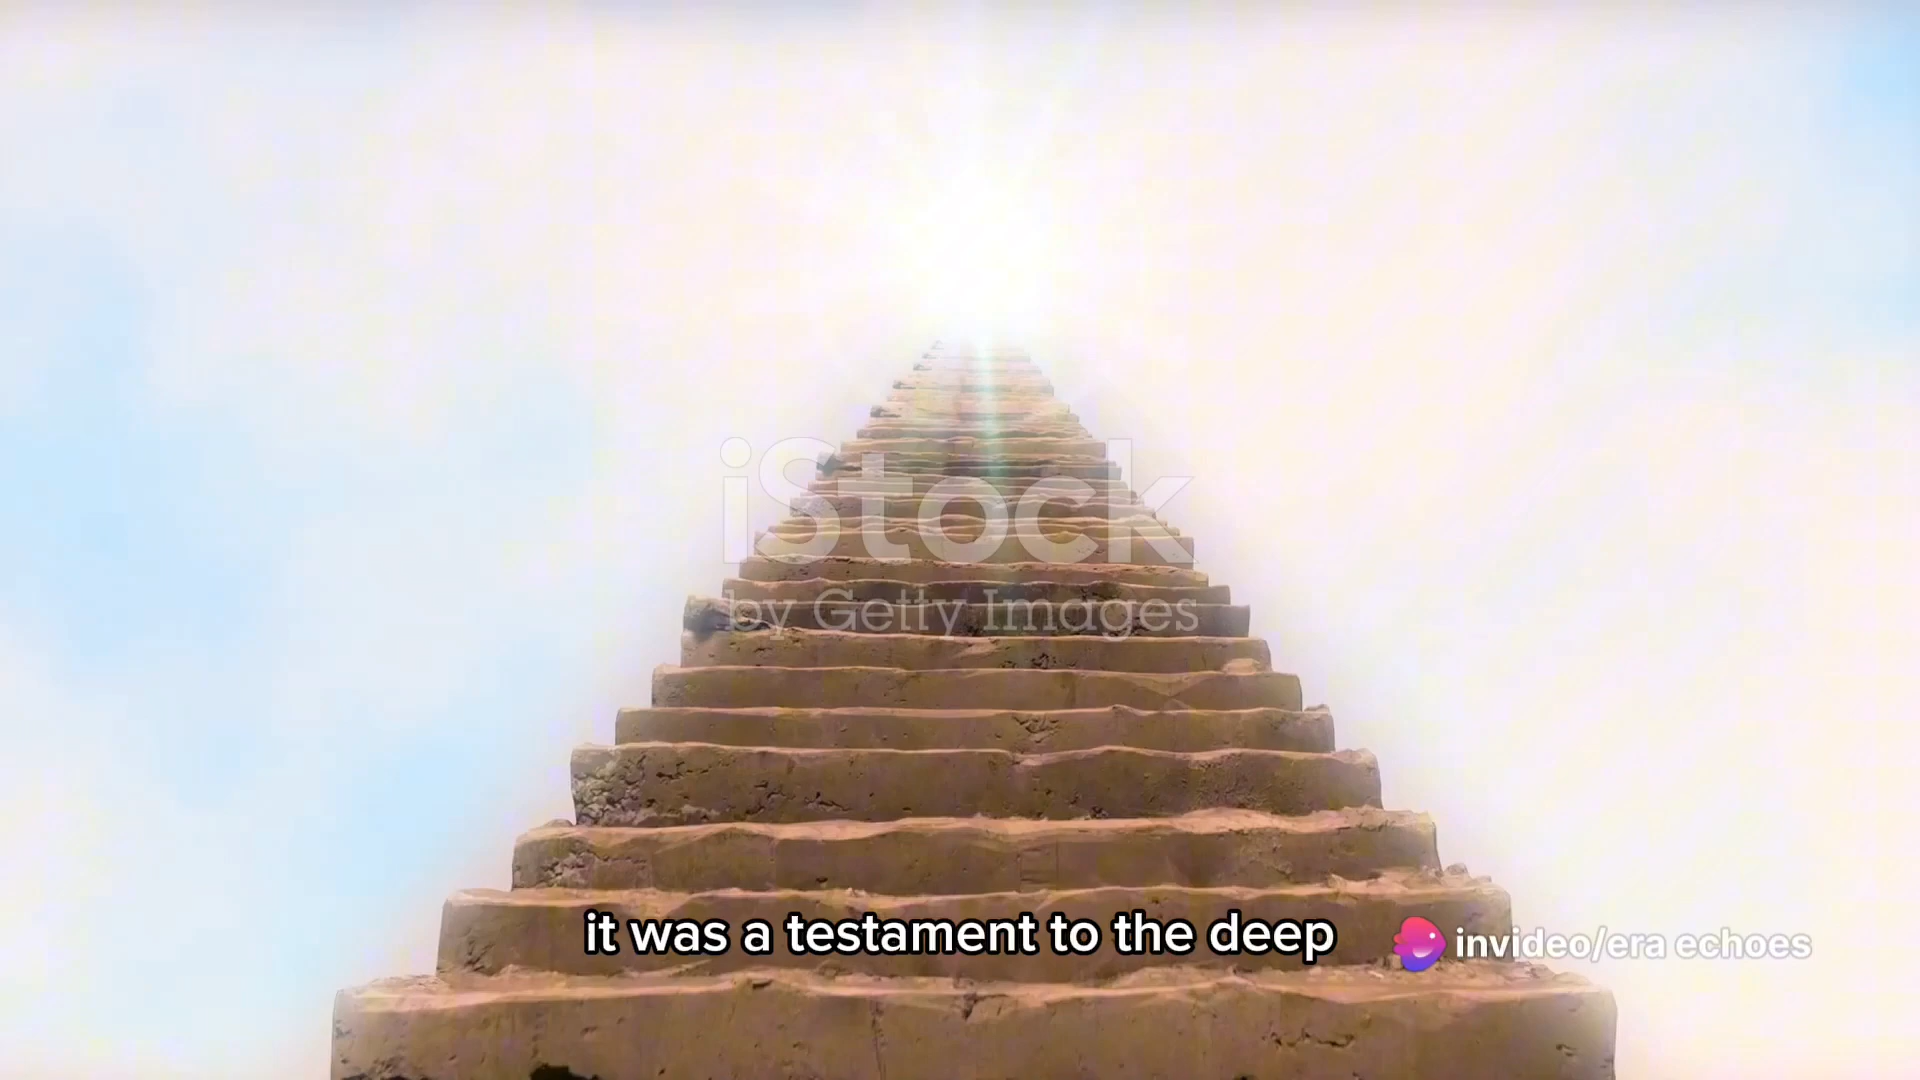 iStock
by Getty Images
it was a testament to the deep
invideo/era echoes